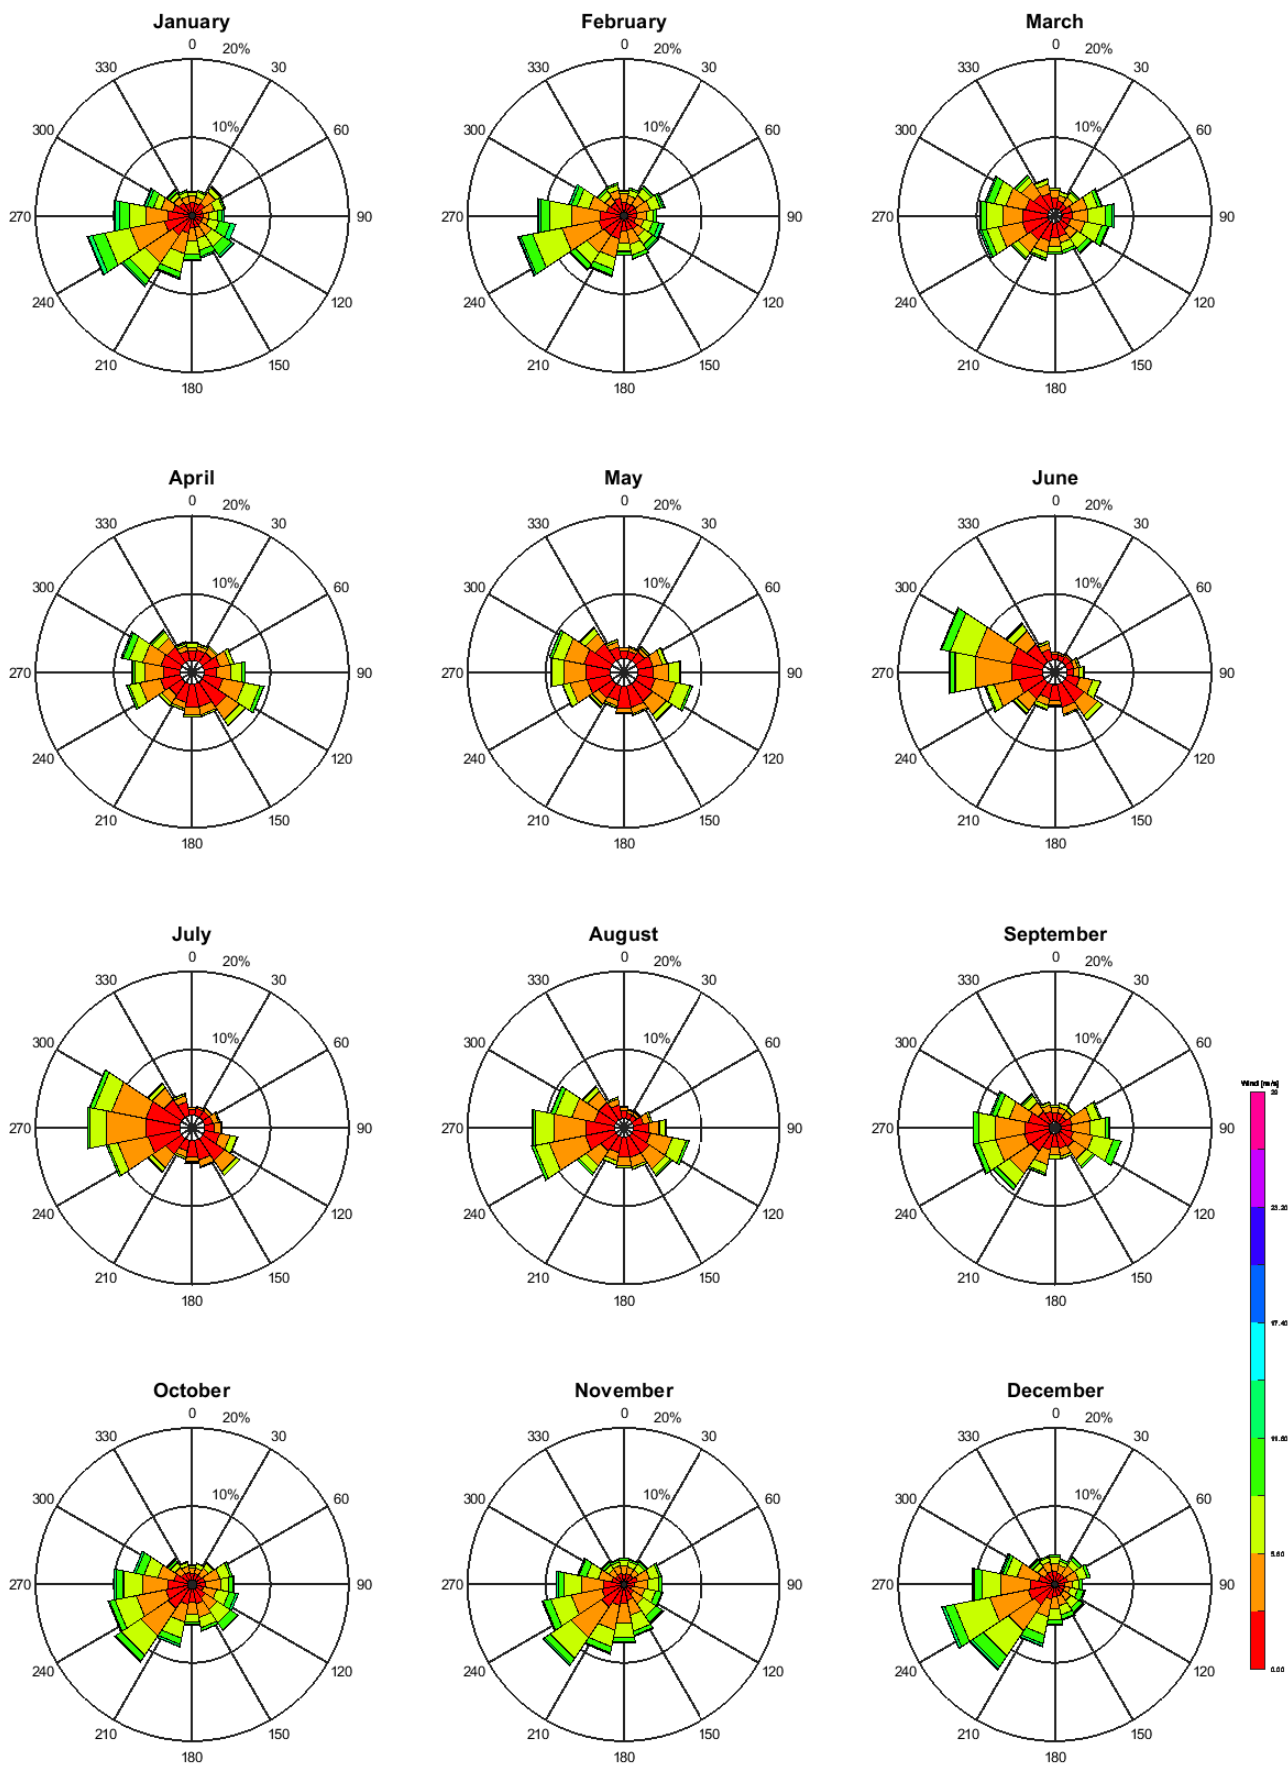 January February March
0 20% 0 20% 0 20%
330 30 330 30 330 30
10% 10% 10%
300 60 300 60 300 60
270 90 270 90 270 90
240 120 240 120 240 120
210 150 210 150 210 150
180 180 180
April May June
0 20% 0 20% 0 20%
330 30 330 30 330 30
10% 10% 10%
300 60 300 60 300 60
270 90 270 90 270 90
240 120 240 120 240 120
210 150 210 150 210 150
180 180 180
July August September
0 20% 0 20% 0 20%
330 30 330 30 330 30
10% 10% 10%
300 60 300 60 300 60
270 90 270 90 270 90
240 120 240 120 240 120
210 150 210 150 210 150
180 180 180
October November December
0 20% 0 20% 0 20%
330 30 330 30 330 30
10% 10% 10%
300 60 300 60 300 60
270 90 270 90 270 90
240 120 240 120 240 120
210 150 210 150 210 150
180 180 180
Wind [m/s]
23.20
17.40
11.60
0.00